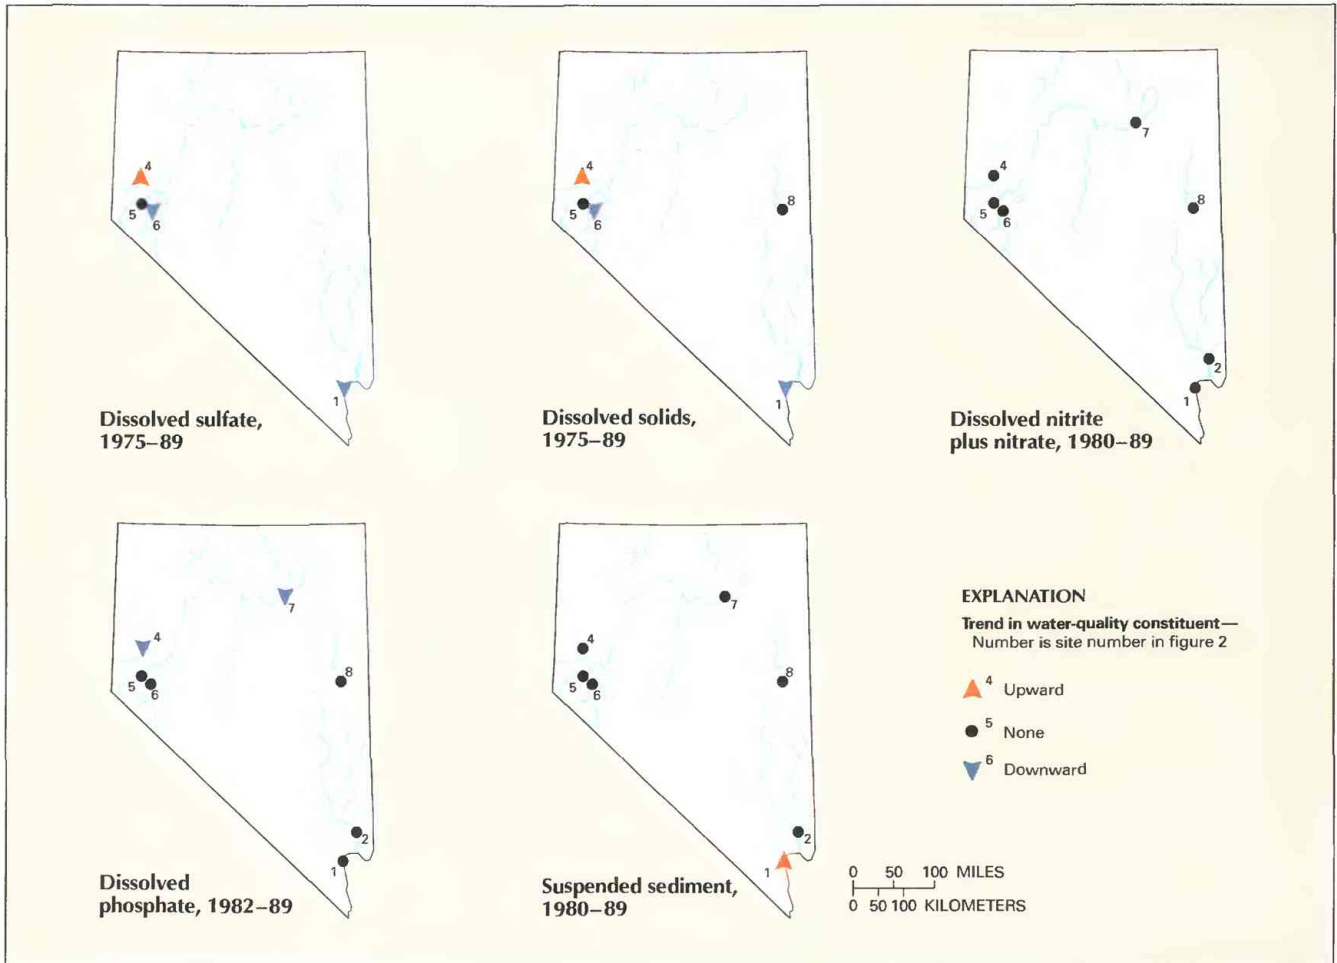 4
5
6
1
Dissolved sulfate,
1975–89
4
5
6
8
1
Dissolved solids,
1975–89
7
4
5
6
8
2
1
Dissolved nitrite
plus nitrate, 1980–89
7
4
5
6
8
2
1
Dissolved
phosphate, 1982–89
7
4
5
6
8
2
1
Suspended sediment,
1980–89
EXPLANATION
Trend in water-quality constituent—
Number is site number in figure 2
4 Upward
5 None
6 Downward
0 50 100 MILES
0 50 100 KILOMETERS